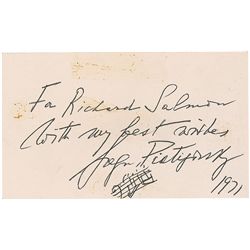 For Richard Salmon
With my best wishes
Gregor Piatigorsky
1971